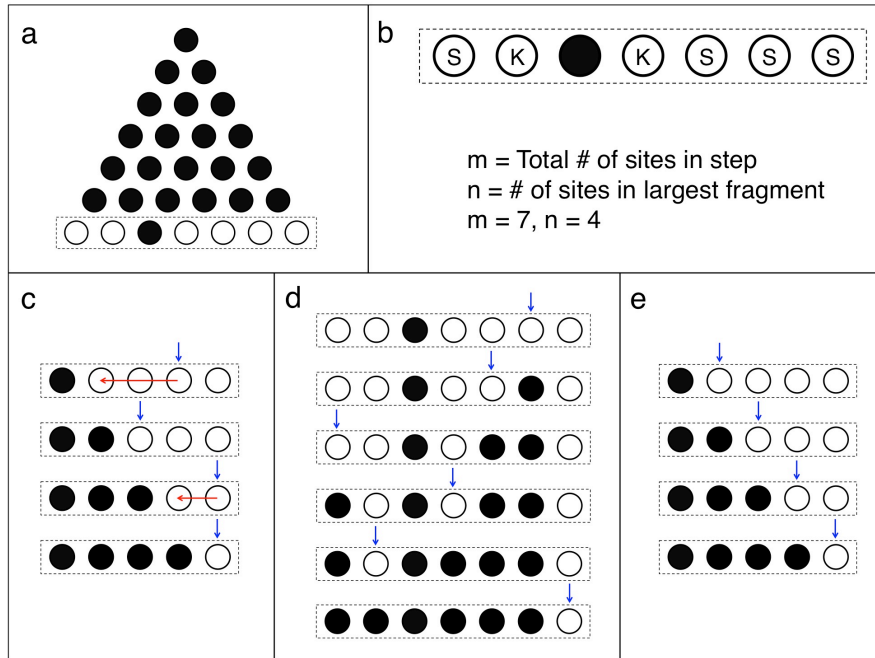 a
b
S K K S S S
m = Total # of sites in step
n = # of sites in largest fragment
m = 7, n = 4
c
d
e